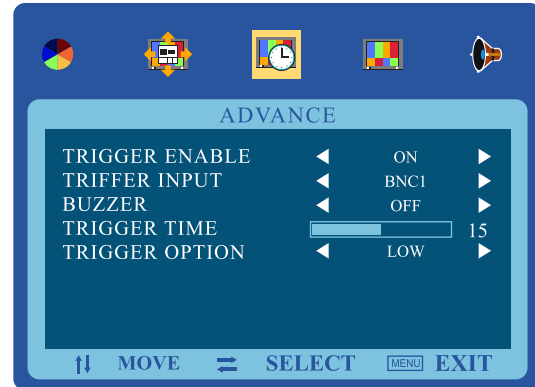 ADVANCE
TRIGGER ENABLE ON
TRIFFER INPUT BNC1
BUZZER OFF
TRIGGER TIME 15
TRIGGER OPTION LOW
MOVE SELECT MENU EXIT